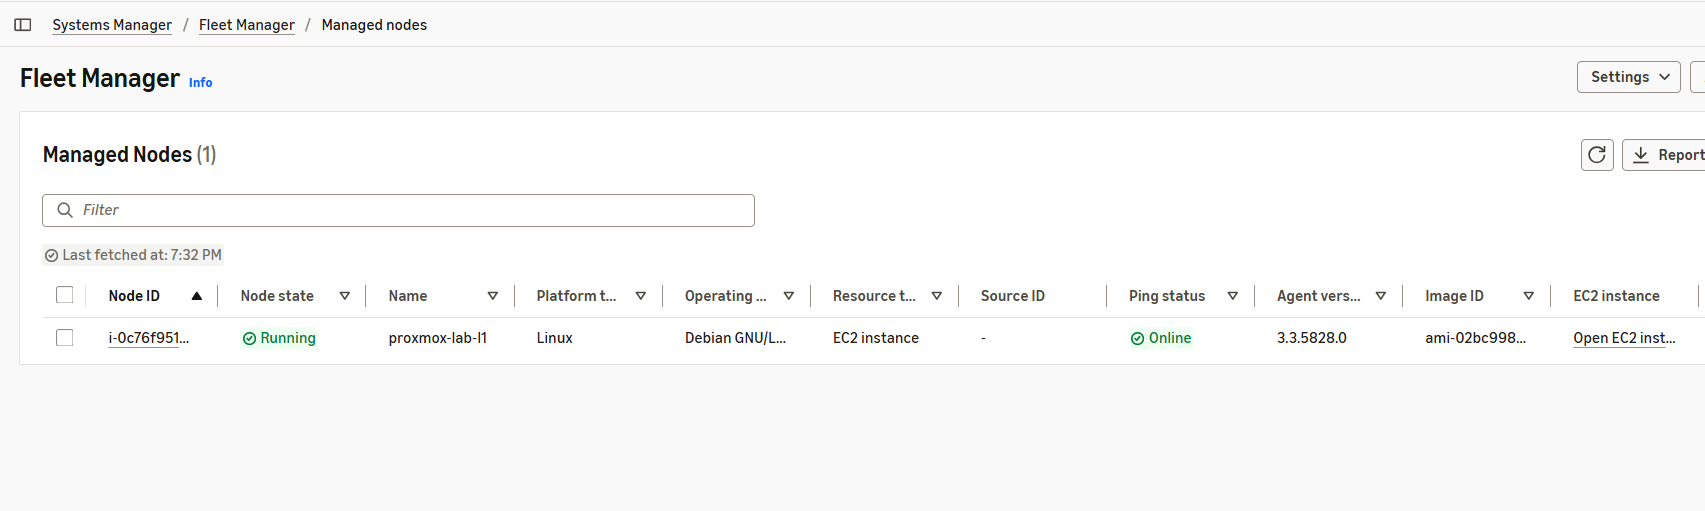 Systems Manager / Fleet Manager / Managed nodes
Fleet Manager Info
Settings
Managed Nodes (1)
Report
Filter
Last fetched at: 7:32 PM
Node ID Node state Name Platform t... Operating ... Resource t... Source ID Ping status Agent vers... Image ID EC2 instance
i-0c76f951... Running proxmox-lab-l1 Linux Debian GNU/L... EC2 instance - Online 3.3.5828.0 ami-02bc998... Open EC2 inst...